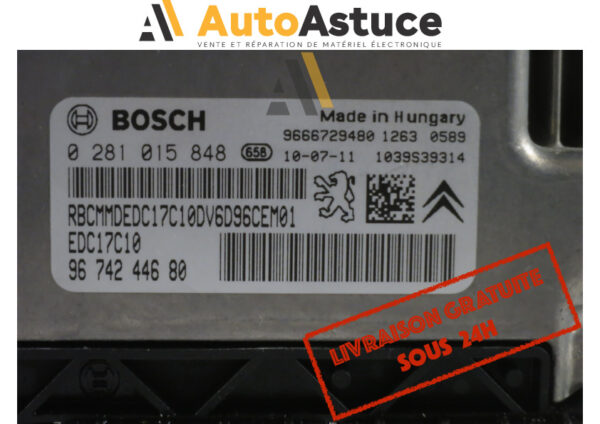 AutoAstuce
VENTE ET RÉPARATION DE MATÉRIEL ÉLECTRONIQUE
BOSCH
Made in Hungary
9666729480 1263 0589
0 281 015 848 658 10-07-11 1039S39314
RBCMMDEDC17C10DV6D96CEM01
EDC17C10
96 742 446 80
LIVRAISON GRATUITE
SOUS 24H